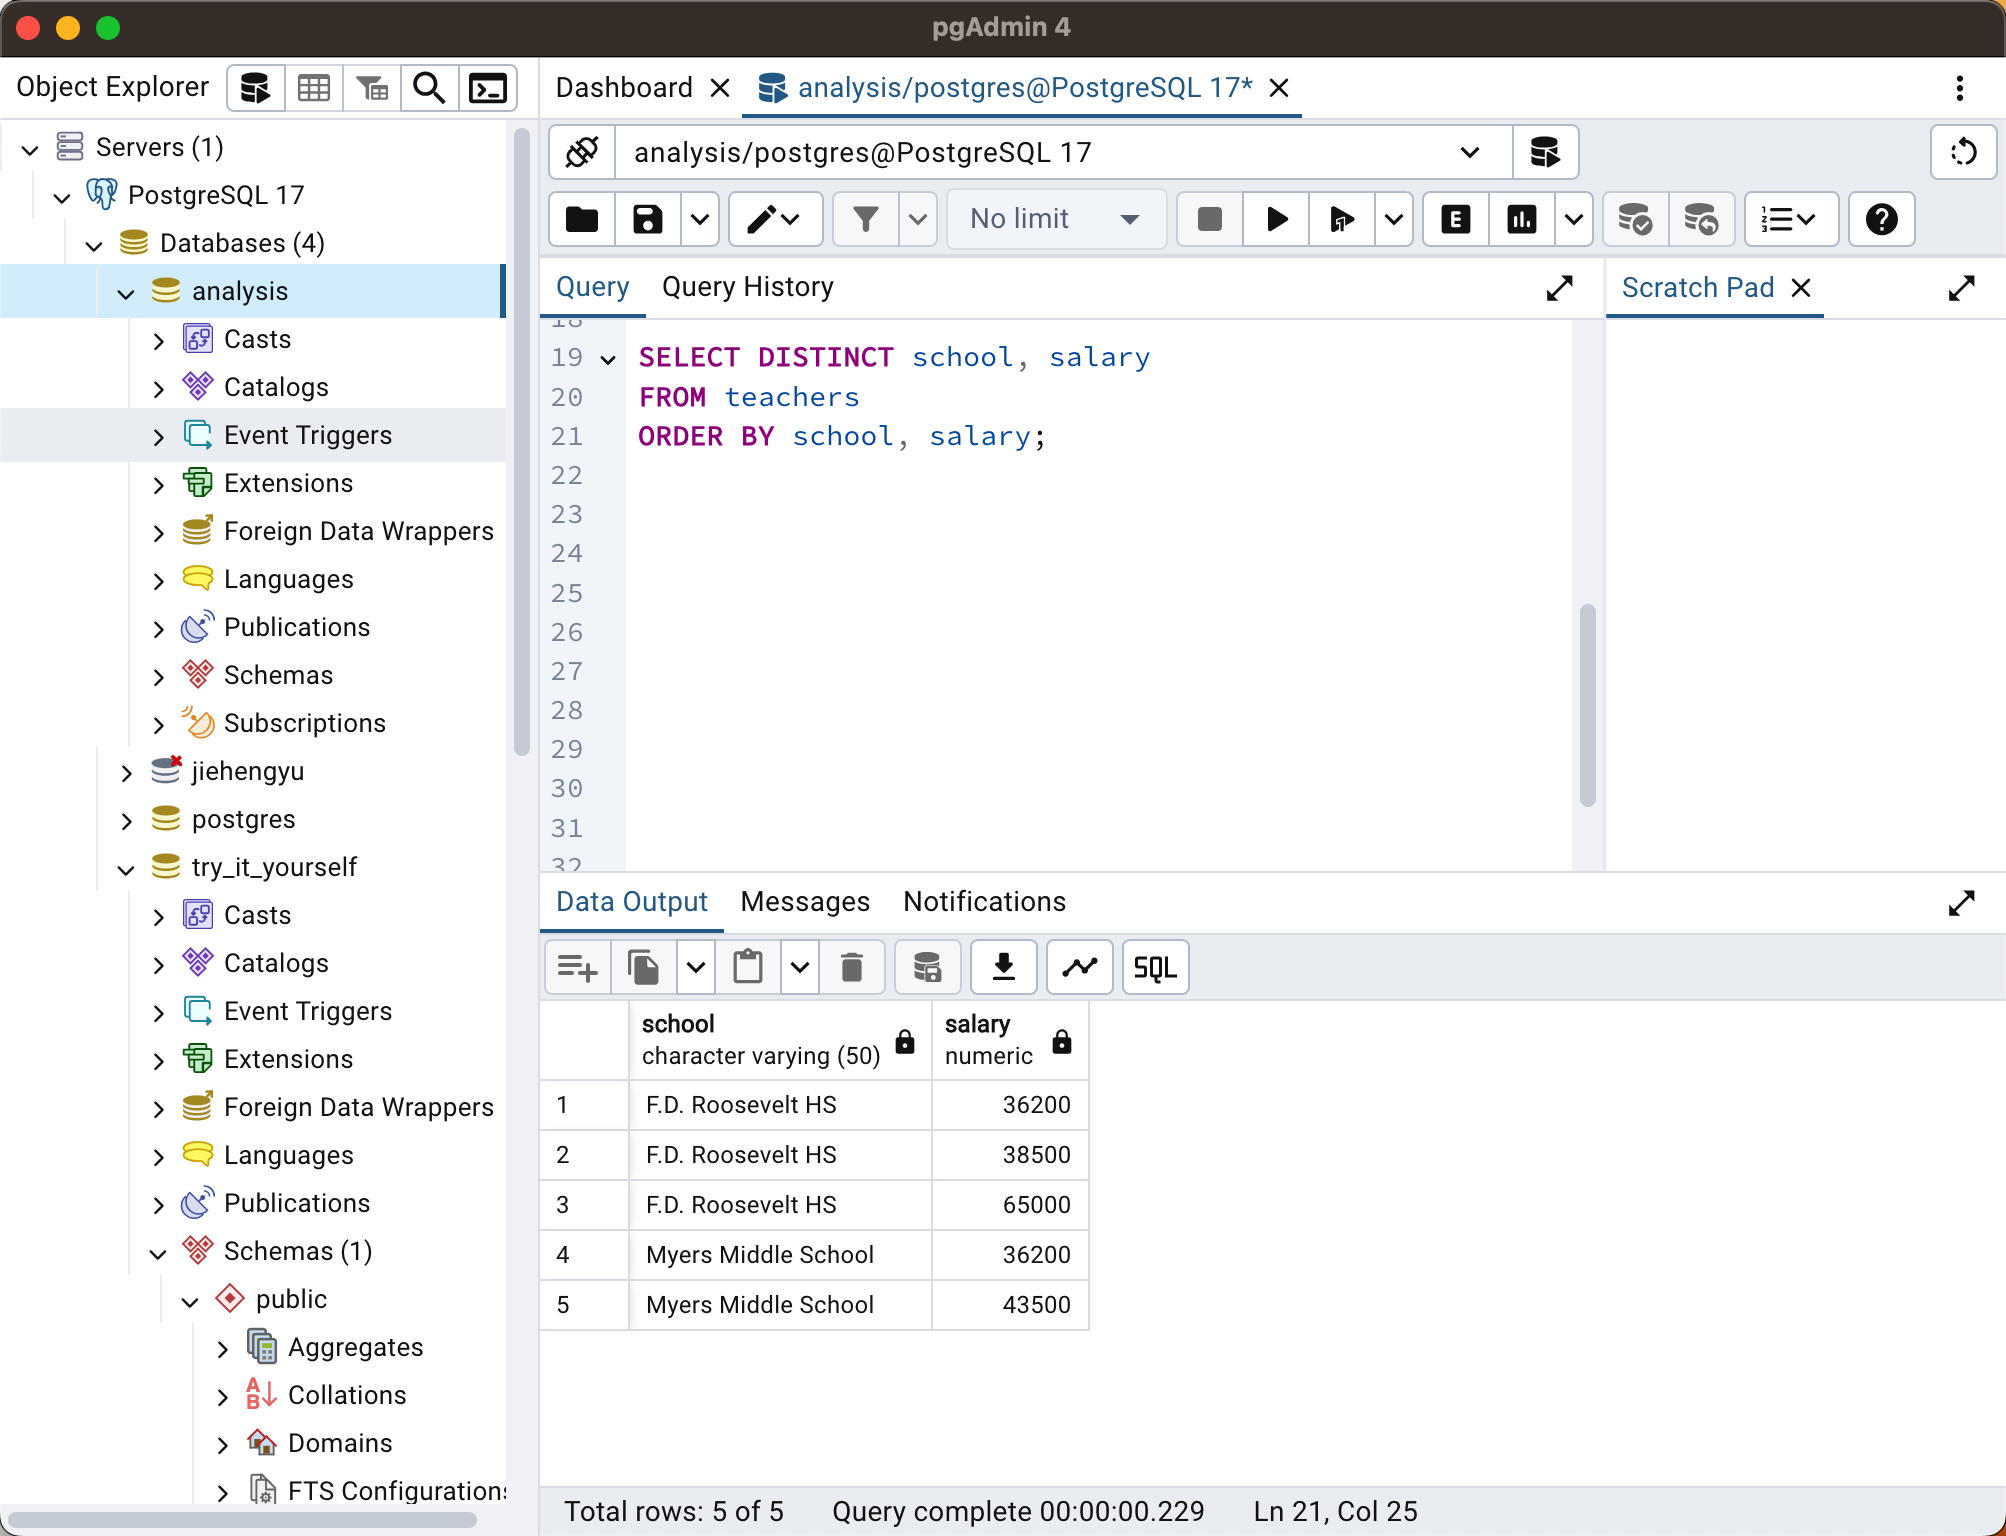 pgAdmin 4
Object Explorer
Dashboard
analysis/postgres@PostgreSQL 17*
Servers (1)
PostgreSQL 17
Databases (4)
analysis
Casts
Catalogs
Event Triggers
Extensions
Foreign Data Wrappers
Languages
Publications
Schemas
Subscriptions
jiehengyu
postgres
try_it_yourself
Casts
Catalogs
Event Triggers
Extensions
Foreign Data Wrappers
Languages
Publications
Schemas (1)
public
Aggregates
Collations
Domains
FTS Configurations
analysis/postgres@PostgreSQL 17
No limit
E
Query
Query History
Scratch Pad
18
19 SELECT DISTINCT school, salary
20 FROM teachers
21 ORDER BY school, salary;
22
23
24
25
26
27
28
29
30
31
32
Data Output
Messages
Notifications
SQL
school
character varying (50)
salary
numeric
1 F.D. Roosevelt HS 36200
2 F.D. Roosevelt HS 38500
3 F.D. Roosevelt HS 65000
4 Myers Middle School 36200
5 Myers Middle School 43500
Total rows: 5 of 5
Query complete 00:00:00.229
Ln 21, Col 25